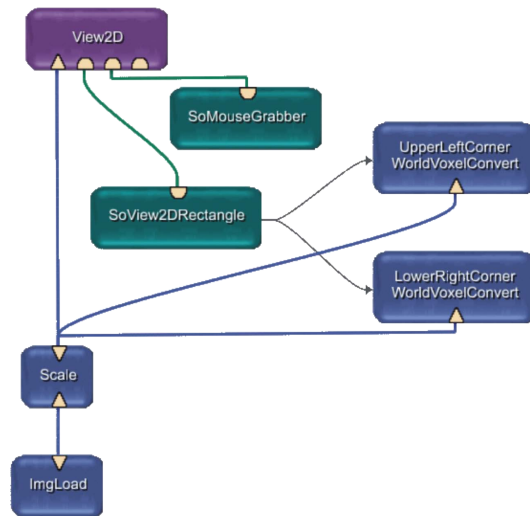 View2D
SoMouseGrabber
UpperLeftCorner
WorldVoxelConvert
SoView2DRectangle
LowerRightCorner
WorldVoxelConvert
Scale
ImgLoad